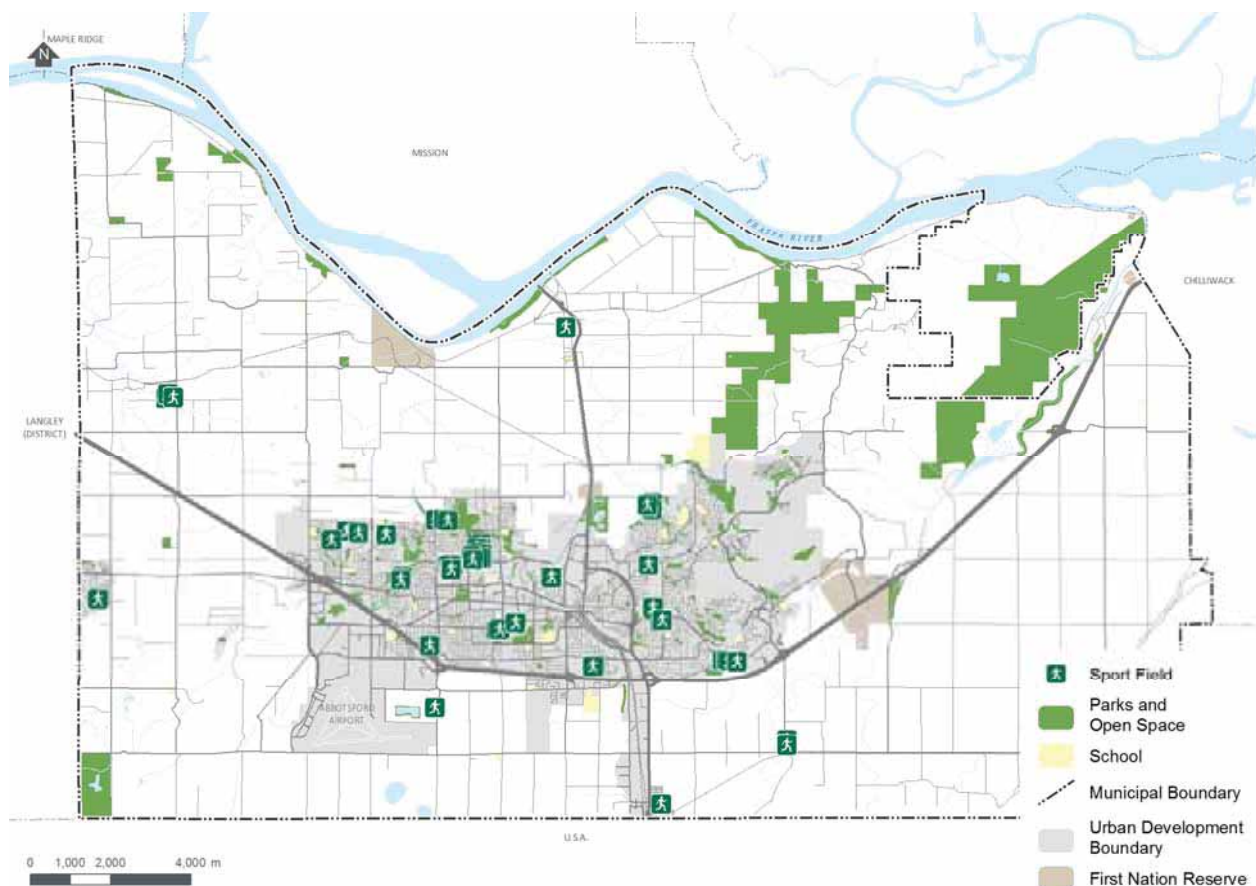 MAPLE RIDGE
N
MISSION
FRASER RIVER
CHILLIWACK
LANGLEY
(DISTRICT)
ABBOTSFORD
AIRPORT
U.S.A.
Sport Field
Parks and
Open Space
School
Municipal Boundary
Urban Development
Boundary
First Nation Reserve
0 1,000 2,000 4,000 m